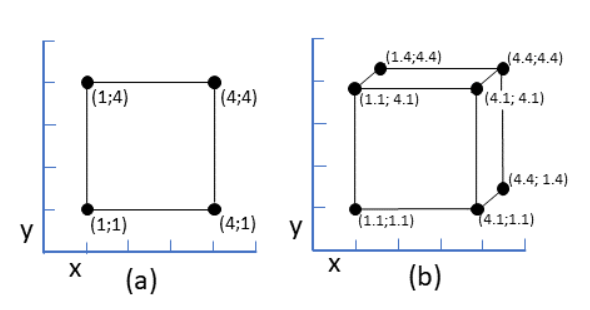 (1;4)
(4;4)
(1;1)
(4;1)
y
x
(a)
(1.4;4.4)
(4.4;4.4)
(1.1; 4.1)
(4.1; 4.1)
(4.4; 1.4)
(1.1;1.1)
(4.1;1.1)
y
x
(b)